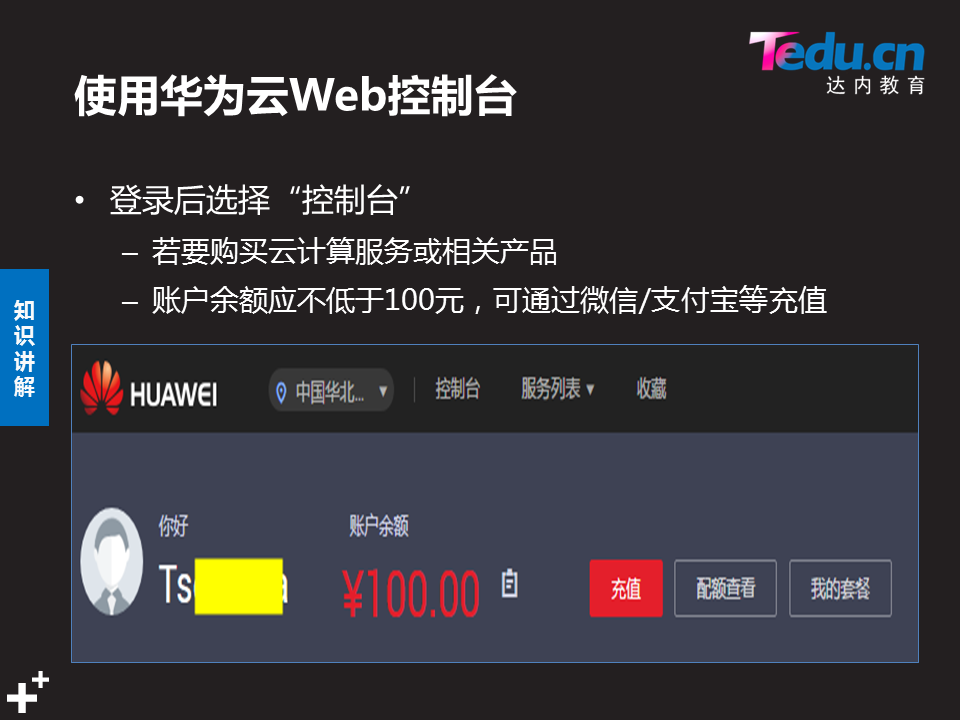 Tedu.cn
达内教育
使用华为云Web控制台
• 登录后选择“控制台”
– 若要购买云计算服务或相关产品
– 账户余额应不低于100元，可通过微信/支付宝等充值
知识讲解
HUAWEI 中国华北... 控制台 服务列表 收藏
你好 账户余额
¥100.00 充值 配额查看 我的套餐